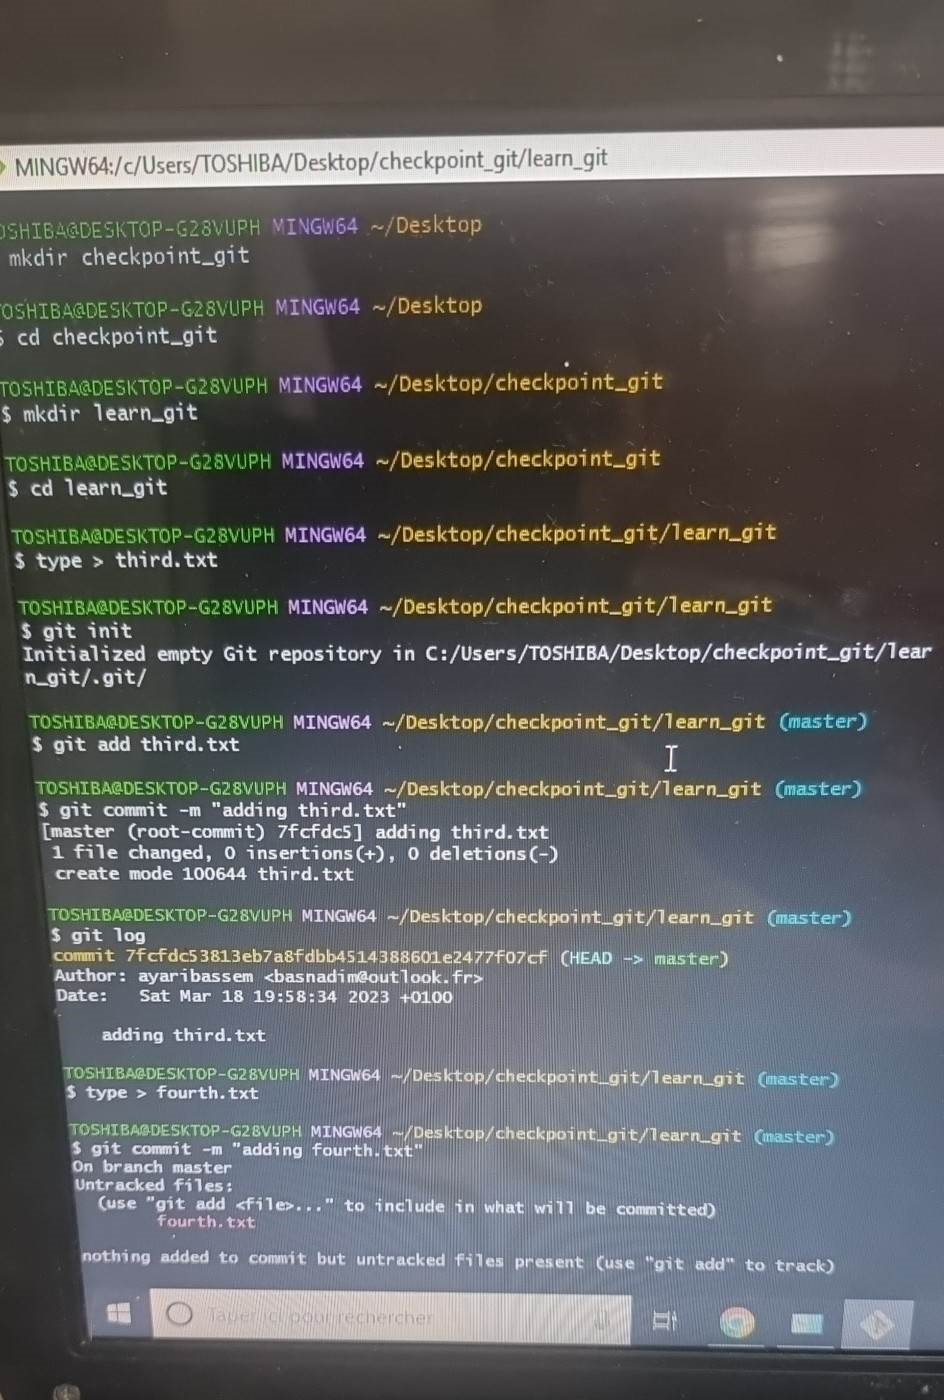 MINGW64:/c/Users/TOSHIBA/Desktop/checkpoint_git/learn_git
OSHIBA@DESKTOP-G28VUPH MINGW64 ~/Desktop
mkdir checkpoint_git
TOSHIBA@DESKTOP-G28VUPH MINGW64 ~/Desktop
$ cd checkpoint_git
TOSHIBA@DESKTOP-G28VUPH MINGW64 ~/Desktop/checkpoint_git
$ mkdir learn_git
TOSHIBA@DESKTOP-G28VUPH MINGW64 ~/Desktop/checkpoint_git
$ cd learn_git
TOSHIBA@DESKTOP-G28VUPH MINGW64 ~/Desktop/checkpoint_git/learn_git
$ type > third.txt
TOSHIBA@DESKTOP-G28VUPH MINGW64 ~/Desktop/checkpoint_git/learn_git
$ git init
Initialized empty Git repository in C:/Users/TOSHIBA/Desktop/checkpoint_git/lear
n_git/.git/
TOSHIBA@DESKTOP-G28VUPH MINGW64 ~/Desktop/checkpoint_git/learn_git (master)
$ git add third.txt
TOSHIBA@DESKTOP-G28VUPH MINGW64 ~/Desktop/checkpoint_git/learn_git (master)
$ git commit -m "adding third.txt"
[master (root-commit) 7fcfdc5] adding third.txt
1 file changed, 0 insertions(+), 0 deletions(-)
create mode 100644 third.txt
TOSHIBA@DESKTOP-G28VUPH MINGW64 ~/Desktop/checkpoint_git/learn_git (master)
$ git log
commit 7fcfdc53813eb7a8fdbb4514388601e2477f07cf (HEAD -> master)
Author: ayaribassem <basnadim@outlook.fr>
Date: Sat Mar 18 19:58:34 2023 +0100
adding third.txt
TOSHIBA@DESKTOP-G28VUPH MINGW64 ~/Desktop/checkpoint_git/learn_git (master)
$ type > fourth.txt
TOSHIBA@DESKTOP-G28VUPH MINGW64 ~/Desktop/checkpoint_git/learn_git (master)
$ git commit -m "adding fourth.txt"
On branch master
Untracked files:
(use "git add <file>..." to include in what will be committed)
fourth.txt
nothing added to commit but untracked files present (use "git add" to track)
Taper ici pour rechercher